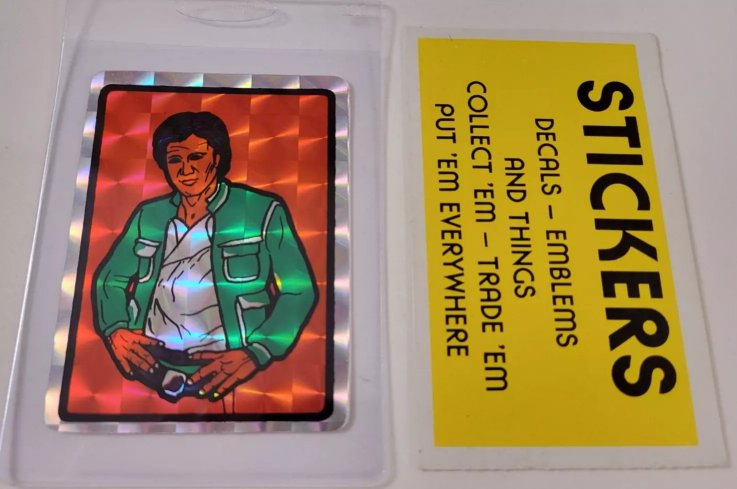 STICKERS
DECALS – EMBLEMS
AND THINGS
COLLECT 'EM – TRADE 'EM
PUT 'EM EVERYWHERE